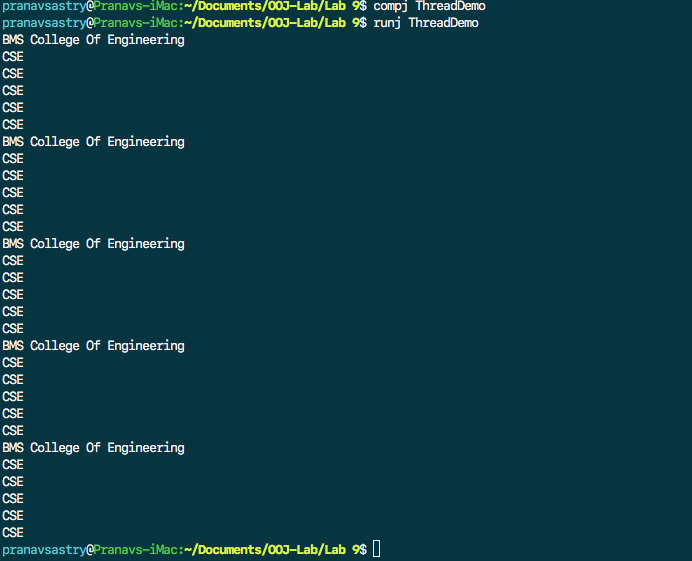 pranavsastry@Pranavs-iMac:~/Documents/OOJ-Lab/Lab 9$ compj ThreadDemo
pranavsastry@Pranavs-iMac:~/Documents/OOJ-Lab/Lab 9$ runj ThreadDemo
BMS College Of Engineering
CSE
CSE
CSE
CSE
CSE
BMS College Of Engineering
CSE
CSE
CSE
CSE
CSE
BMS College Of Engineering
CSE
CSE
CSE
CSE
CSE
BMS College Of Engineering
CSE
CSE
CSE
CSE
CSE
BMS College Of Engineering
CSE
CSE
CSE
CSE
CSE
pranavsastry@Pranavs-iMac:~/Documents/OOJ-Lab/Lab 9$